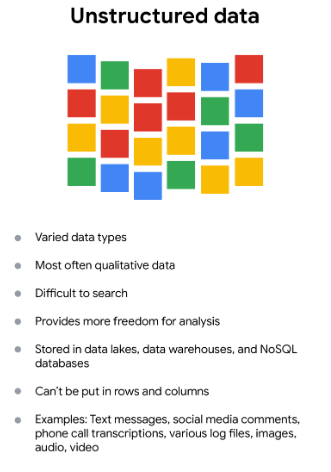 Unstructured data
Varied data types
Most often qualitative data
Difficult to search
Provides more freedom for analysis
Stored in data lakes, data warehouses, and NoSQL
databases
Can't be put in rows and columns
Examples: Text messages, social media comments,
phone call transcriptions, various log files, images,
audio, video